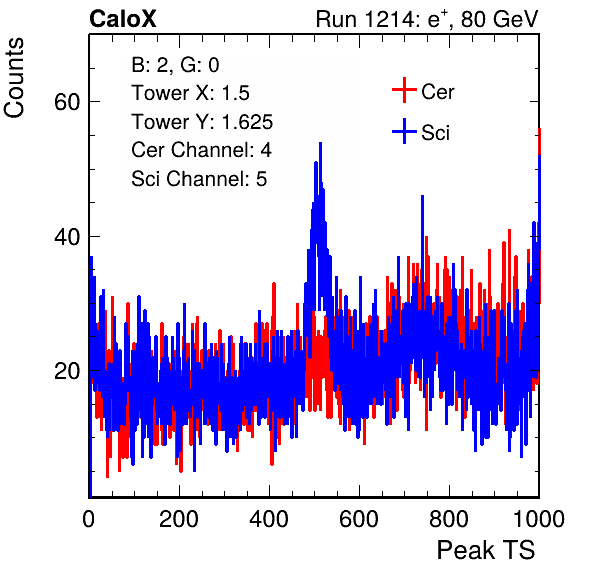 CaloX
Run 1214: e+, 80 GeV
Counts
B: 2, G: 0
Tower X: 1.5
Tower Y: 1.625
Cer Channel: 4
Sci Channel: 5
Cer
Sci
60
40
20
0 200 400 600 800 1000
Peak TS